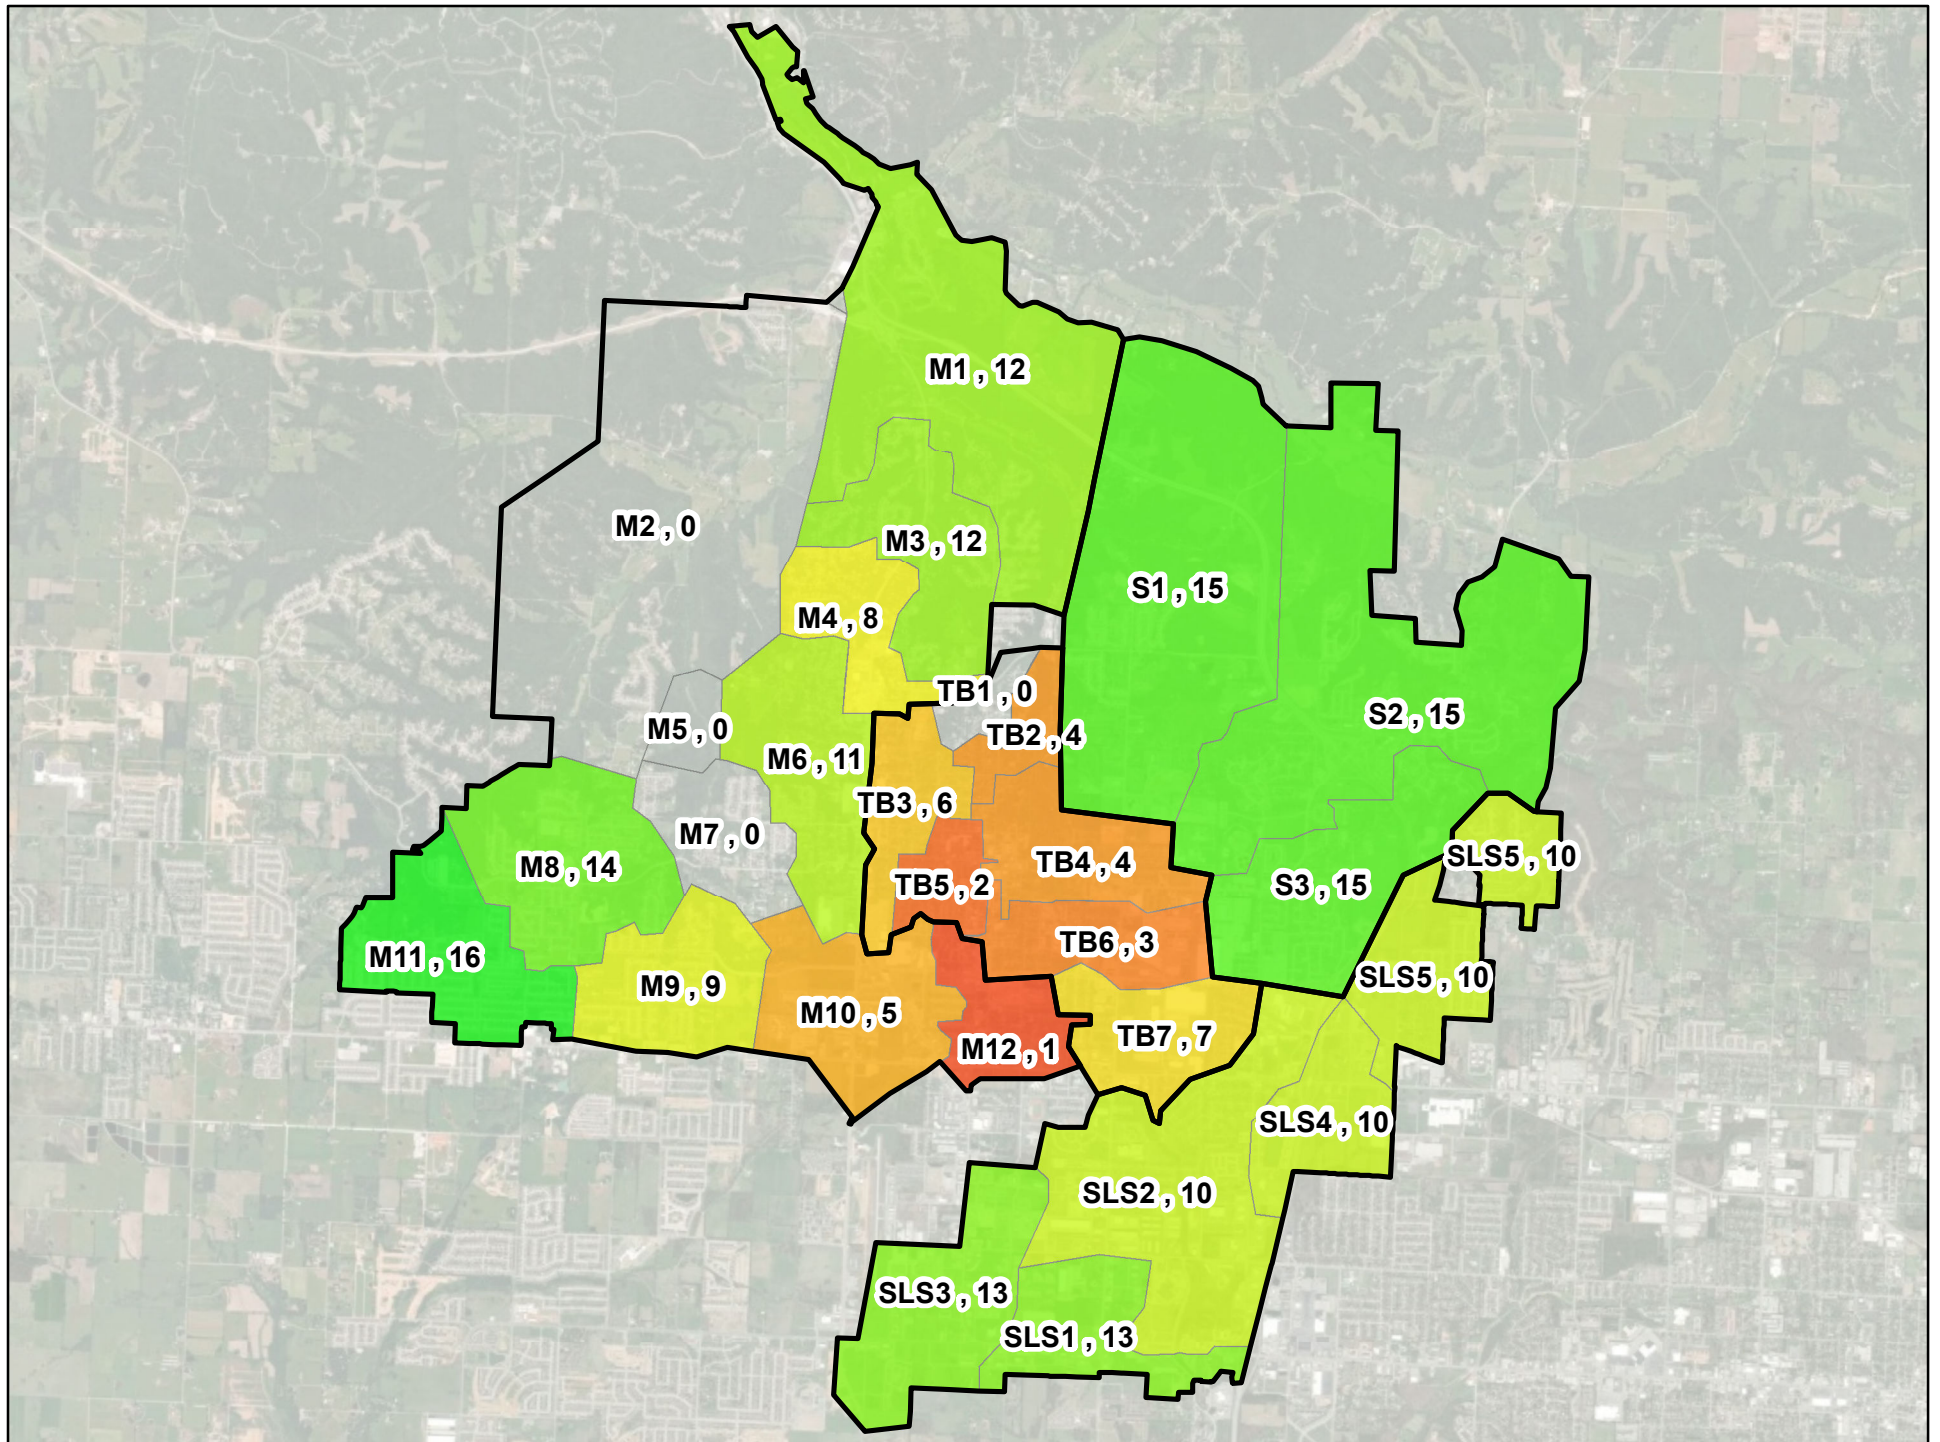 M1 , 12
M2 , 0
M3 , 12
S1 , 15
M4 , 8
TB1 , 0
S2 , 15
M5 , 0
TB2 , 4
M6 , 11
TB3 , 6
M7 , 0
SLS5 , 10
TB4 , 4
M8 , 14
TB5 , 2
S3 , 15
TB6 , 3
M11 , 16
SLS5 , 10
M9 , 9
M10 , 5
TB7 , 7
M12 , 1
SLS4 , 10
SLS2 , 10
SLS3 , 13
SLS1 , 13